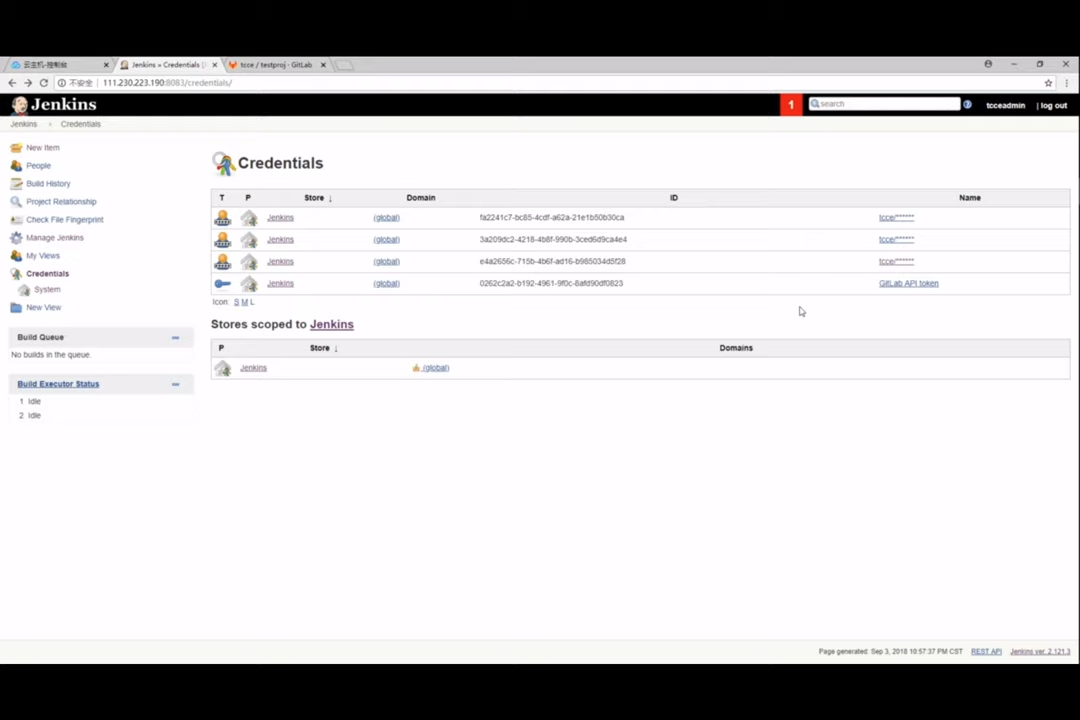 云主机-控制台
Jenkins » Credentials [
tcce / testproj · GitLab
不安全 111.230.223.190:8083/credentials/
Jenkins
1
search
tcceadmin
| log out
Jenkins
Credentials
New Item
People
Build History
Project Relationship
Check File Fingerprint
Manage Jenkins
My Views
Credentials
System
New View
Build Queue
No builds in the queue.
Build Executor Status
1 Idle
2 Idle
Credentials
T P Store ↓ Domain ID Name
Jenkins (global) fa2241c7-bc85-4cdf-a62a-21e1b50b30ca tcce/******
Jenkins (global) 3a209dc2-4218-4b8f-990b-3ced6d9ca4e4 tcce/******
Jenkins (global) e4a2656c-715b-4b6f-ad16-b985034d5f28 tcce/******
Jenkins (global) 0262c2a2-b192-4961-9f0c-8afd90df0823 GitLab API token
Icon: S M L
Stores scoped to Jenkins
P Store ↓ Domains
Jenkins (global)
Page generated: Sep 3, 2018 10:57:37 PM CST REST API Jenkins ver. 2.121.3